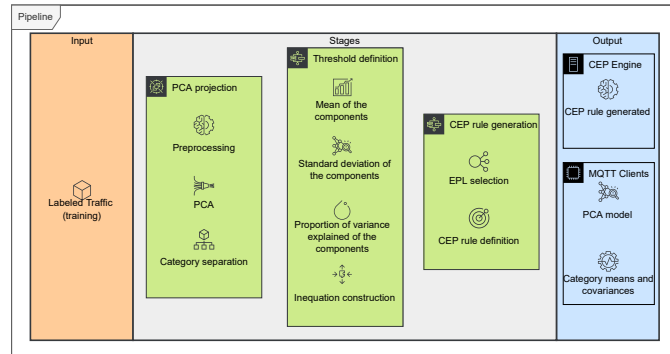 Pipeline
Input
Labeled Traffic
(training)
Stages
PCA projection
Preprocessing
PCA
Category separation
Threshold definition
Mean of the
components
Standard deviation of
the components
Proportion of variance
explained of the
components
Inequation construction
CEP rule generation
EPL selection
CEP rule definition
Output
CEP Engine
CEP rule generated
MQTT Clients
PCA model
Category means and
covariances